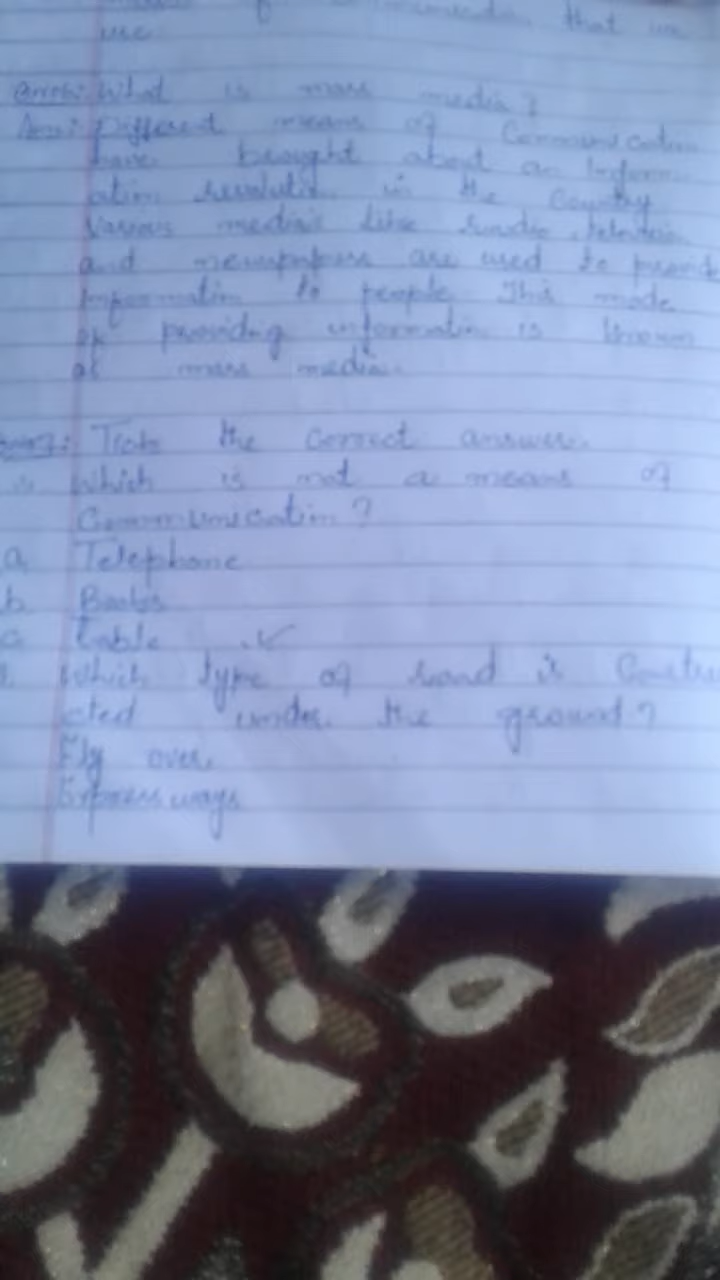 that we
use
What is mass media?
Ans: Different means of Communication
have brought about an Inform-
ation revolution in the Country
Various media's like radio, television
and newspapers are used to provide
Information to people. This mode
of providing information is known
as mass media.
Tick the correct answer.
Which is not a means of
Communication?
a. Telephone
b. Books
c. Table ✓
Which type of road is Constru
cted under the ground?
Fly over.
Express ways